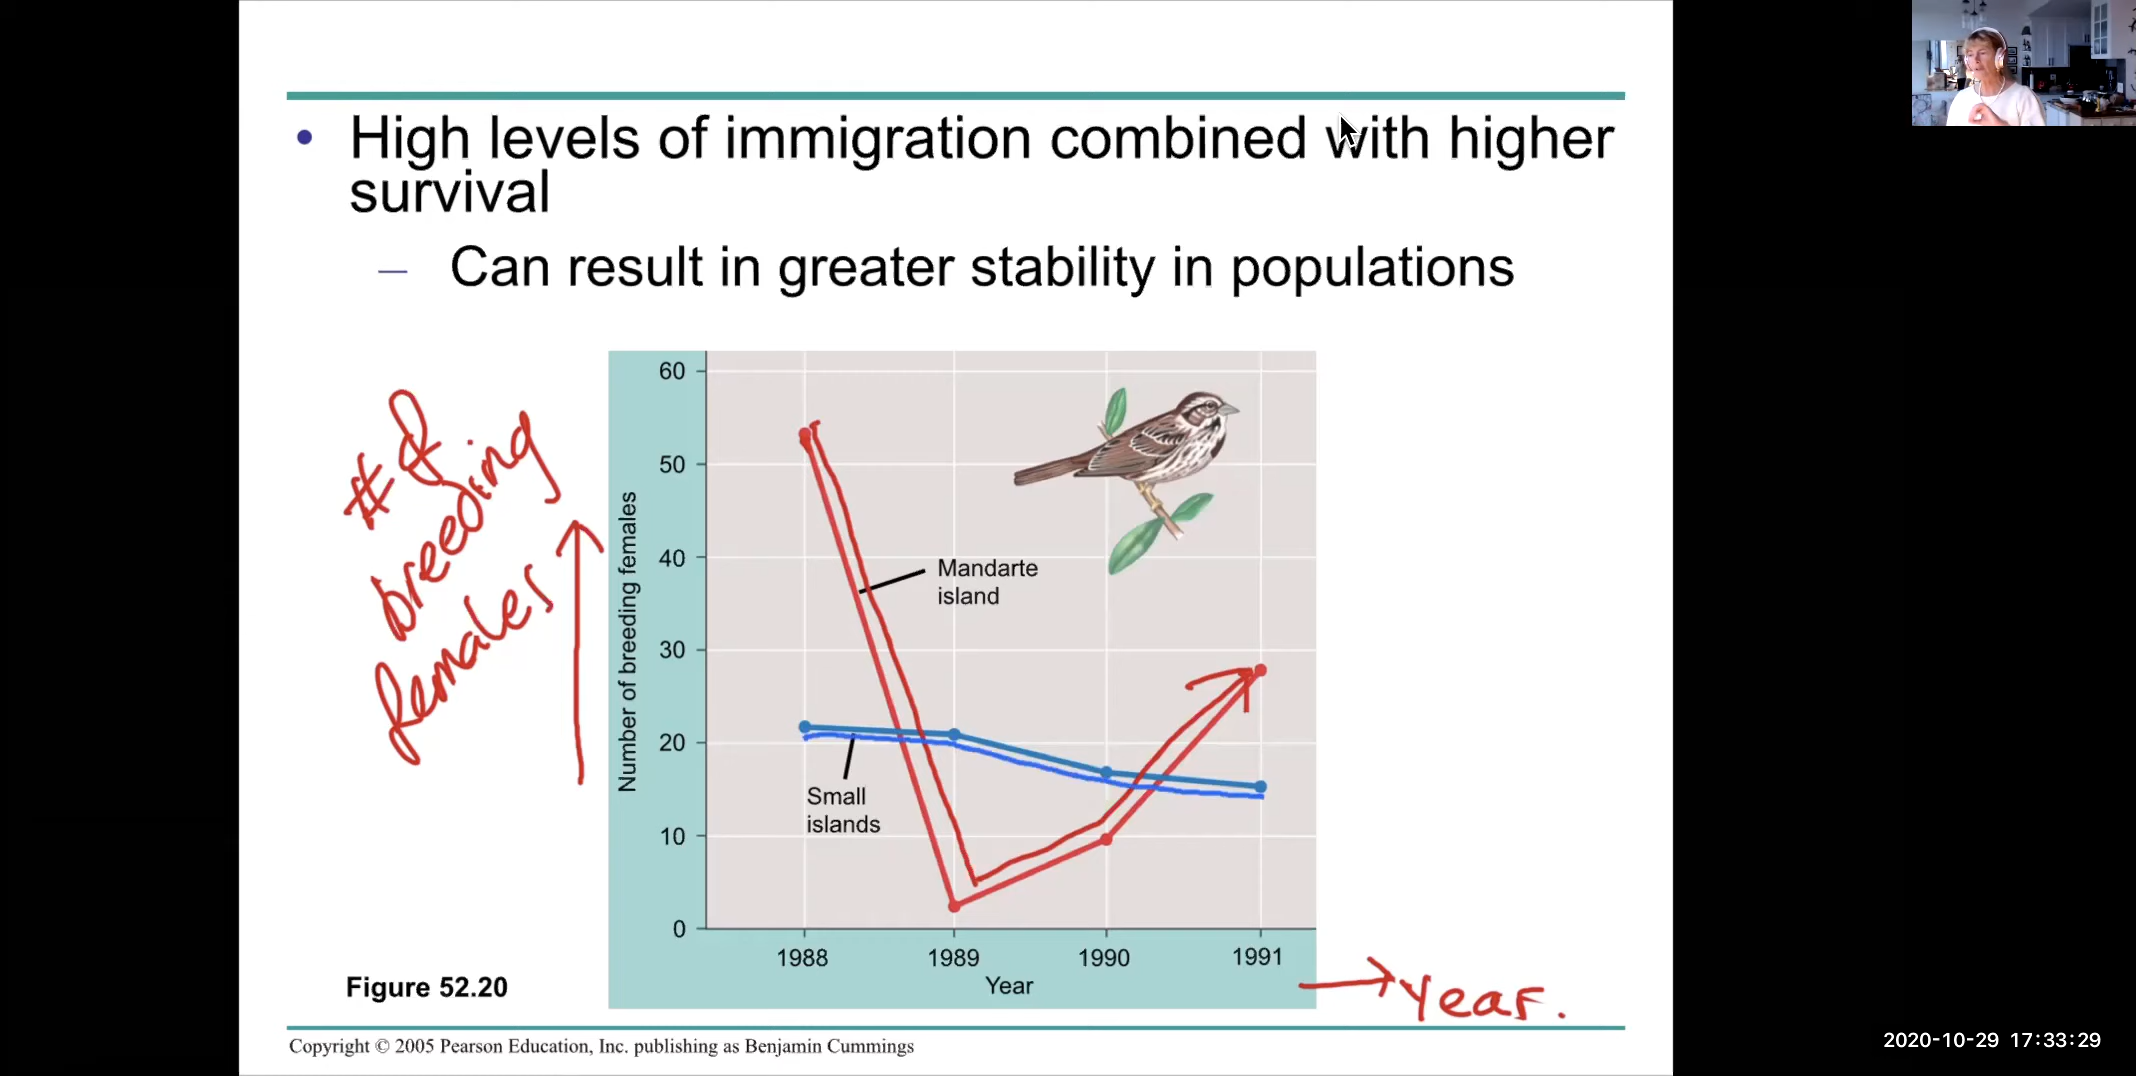 • High levels of immigration combined with higher
survival
– Can result in greater stability in populations
# of
breeding
females
Number of breeding females
60
50
40
30
20
10
0
Mandarte
island
Small
islands
1988 1989 1990 1991
Year
Year.
Figure 52.20
Copyright © 2005 Pearson Education, Inc. publishing as Benjamin Cummings
2020-10-29 17:33:29